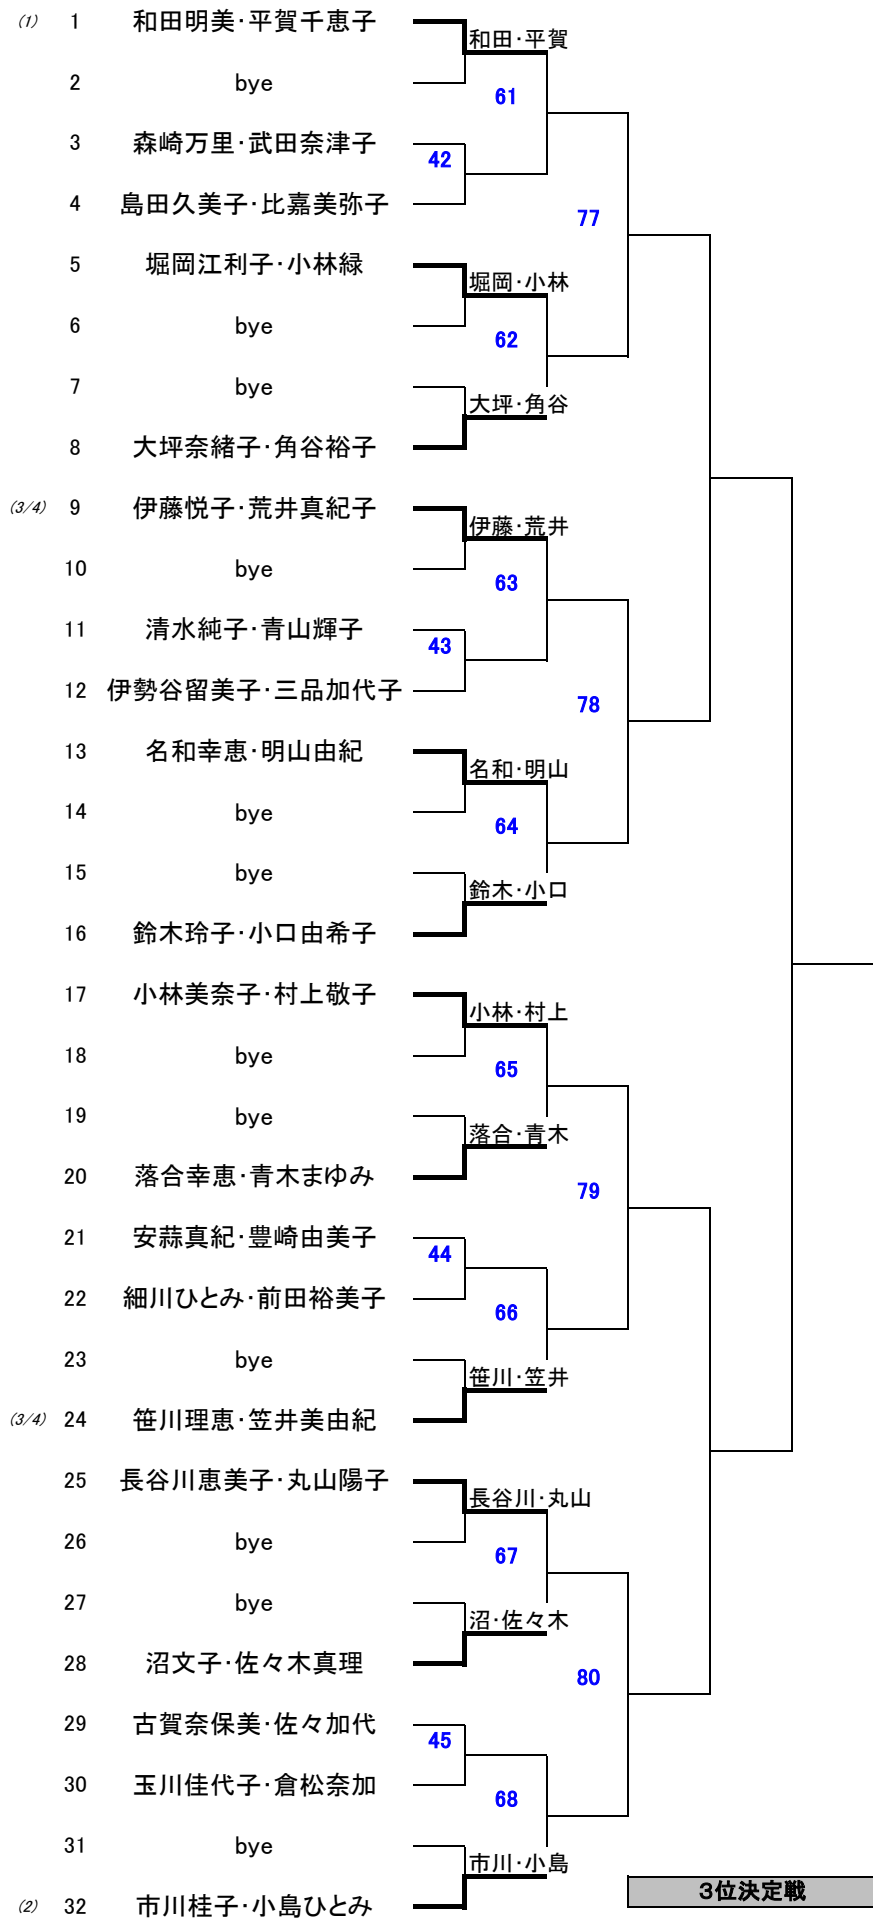 (1) 1 和田明美・平賀千恵子
和田・平賀
2 bye
61
3 森崎万里・武田奈津子
42
4 島田久美子・比嘉美弥子
77
5 堀岡江利子・小林緑
堀岡・小林
6 bye
62
7 bye
大坪・角谷
8 大坪奈緒子・角谷裕子
(3/4) 9 伊藤悦子・荒井真紀子
伊藤・荒井
10 bye
63
11 清水純子・青山輝子
43
12 伊勢谷留美子・三品加代子
78
13 名和幸恵・明山由紀
名和・明山
14 bye
64
15 bye
鈴木・小口
16 鈴木玲子・小口由希子
17 小林美奈子・村上敬子
小林・村上
18 bye
65
19 bye
落合・青木
20 落合幸恵・青木まゆみ
79
21 安蒜真紀・豊崎由美子
44
22 細川ひとみ・前田裕美子
66
23 bye
笹川・笠井
(3/4) 24 笹川理恵・笠井美由紀
25 長谷川恵美子・丸山陽子
長谷川・丸山
26 bye
67
27 bye
沼・佐々木
28 沼文子・佐々木真理
80
29 古賀奈保美・佐々加代
45
30 玉川佳代子・倉松奈加
68
31 bye
市川・小島
3位決定戦
(2) 32 市川桂子・小島ひとみ